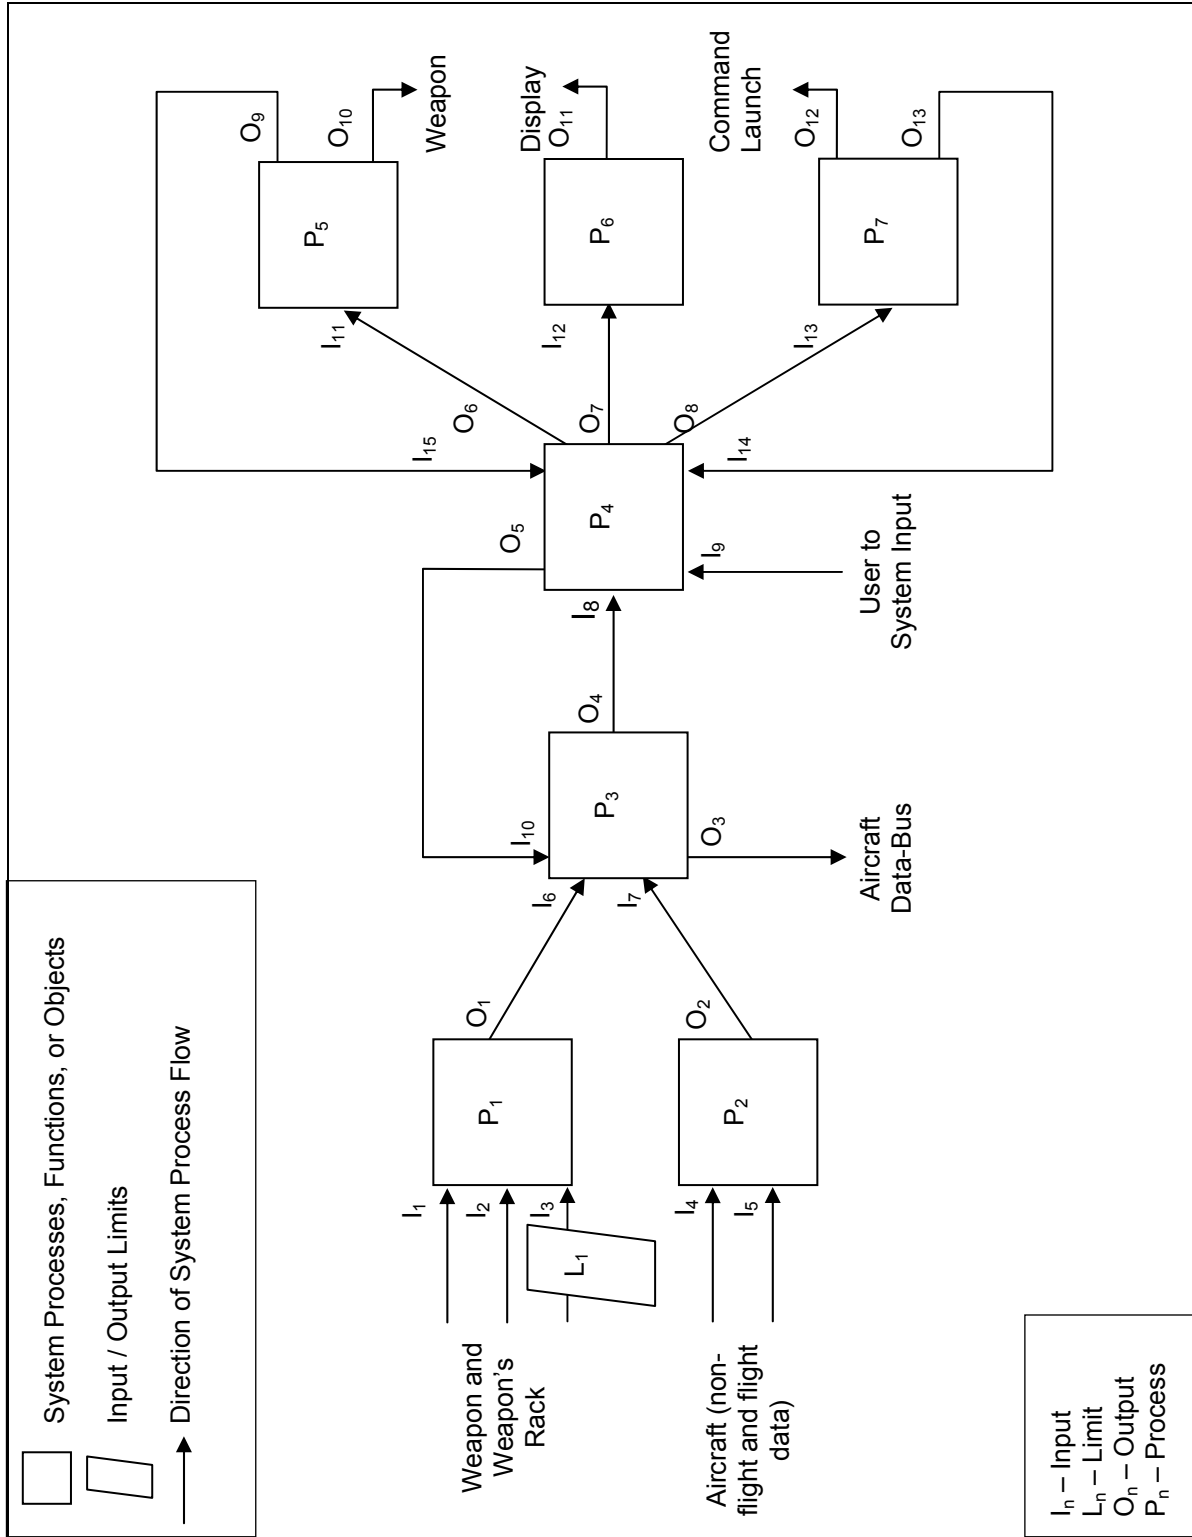 System Processes, Functions, or Objects
Input / Output Limits
Direction of System Process Flow
Weapon and
Weapon's
Rack
Aircraft (non-
flight and flight
data)
I1
I2
I3
L1
I4
I5
P1
P2
O1
O2
I6
I7
I10
P3
O3
Aircraft
Data-Bus
O4
I8
O5
P4
I9
User to
System Input
I15
I14
O6
O7
O8
I11
I12
I13
P5
P6
P7
O9
O10
Weapon
Display
O11
Command
Launch
O12
O13
In – Input
Ln – Limit
On – Output
Pn – Process